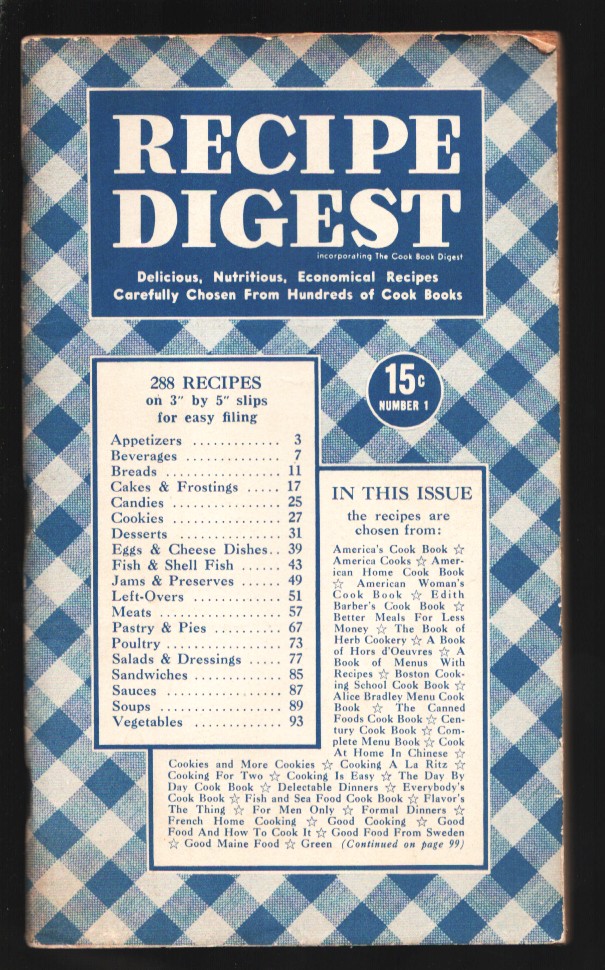 RECIPE
DIGEST
incorporating The Cook Book Digest
Delicious, Nutritious, Economical Recipes
Carefully Chosen From Hundreds of Cook Books
15c
NUMBER 1
288 RECIPES
on 3" by 5" slips
for easy filing
Appetizers ............. 3
Beverages ............. 7
Breads ................ 11
Cakes & Frostings ..... 17
Candies ............... 25
Cookies ............... 27
Desserts .............. 31
Eggs & Cheese Dishes.. 39
Fish & Shell Fish ...... 43
Jams & Preserves ...... 49
Left-Overs ............ 51
Meats ................. 57
Pastry & Pies ......... 67
Poultry ............... 73
Salads & Dressings ..... 77
Sandwiches ............ 85
Sauces ................ 87
Soups ................. 89
Vegetables ............ 93
IN THIS ISSUE
the recipes are
chosen from:
America's Cook Book ☆
America Cooks ☆ Amer-
ican Home Cook Book
☆ American Woman's
Cook Book ☆ Edith
Barber's Cook Book ☆
Better Meals For Less
Money ☆ The Book of
Herb Cookery ☆ A Book
of Hors d'Oeuvres ☆ A
Book of Menus With
Recipes ☆ Boston Cook-
ing School Cook Book ☆
Alice Bradley Menu Cook
Book ☆ The Canned
Foods Cook Book ☆ Cen-
tury Cook Book ☆ Com-
plete Menu Book ☆ Cook
At Home In Chinese ☆
Cookies and More Cookies ☆ Cooking A La Ritz ☆
Cooking For Two ☆ Cooking Is Easy ☆ The Day By
Day Cook Book ☆ Delectable Dinners ☆ Everybody's
Cook Book ☆ Fish and Sea Food Cook Book ☆ Flavor's
The Thing ☆ For Men Only ☆ Formal Dinners ☆
French Home Cooking ☆ Good Cooking ☆ Good
Food And How To Cook It ☆ Good Food From Sweden
☆ Good Maine Food ☆ Green (Continued on page 99)